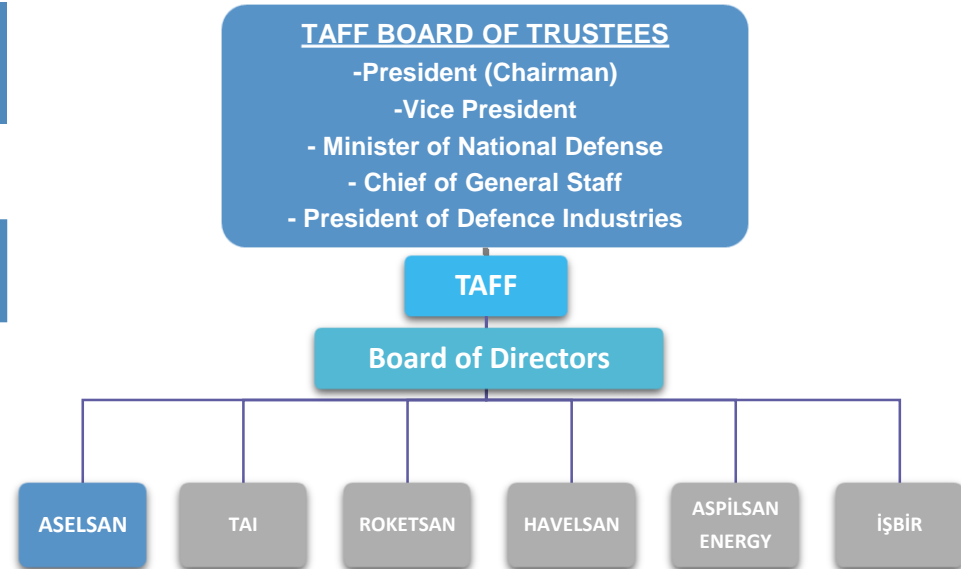 TAFF BOARD OF TRUSTEES
-President (Chairman)
-Vice President
- Minister of National Defense
- Chief of General Staff
- President of Defence Industries
TAFF
Board of Directors
ASELSAN
TAI
ROKETSAN
HAVELSAN
ASPİLSAN
ENERGY
İŞBİR